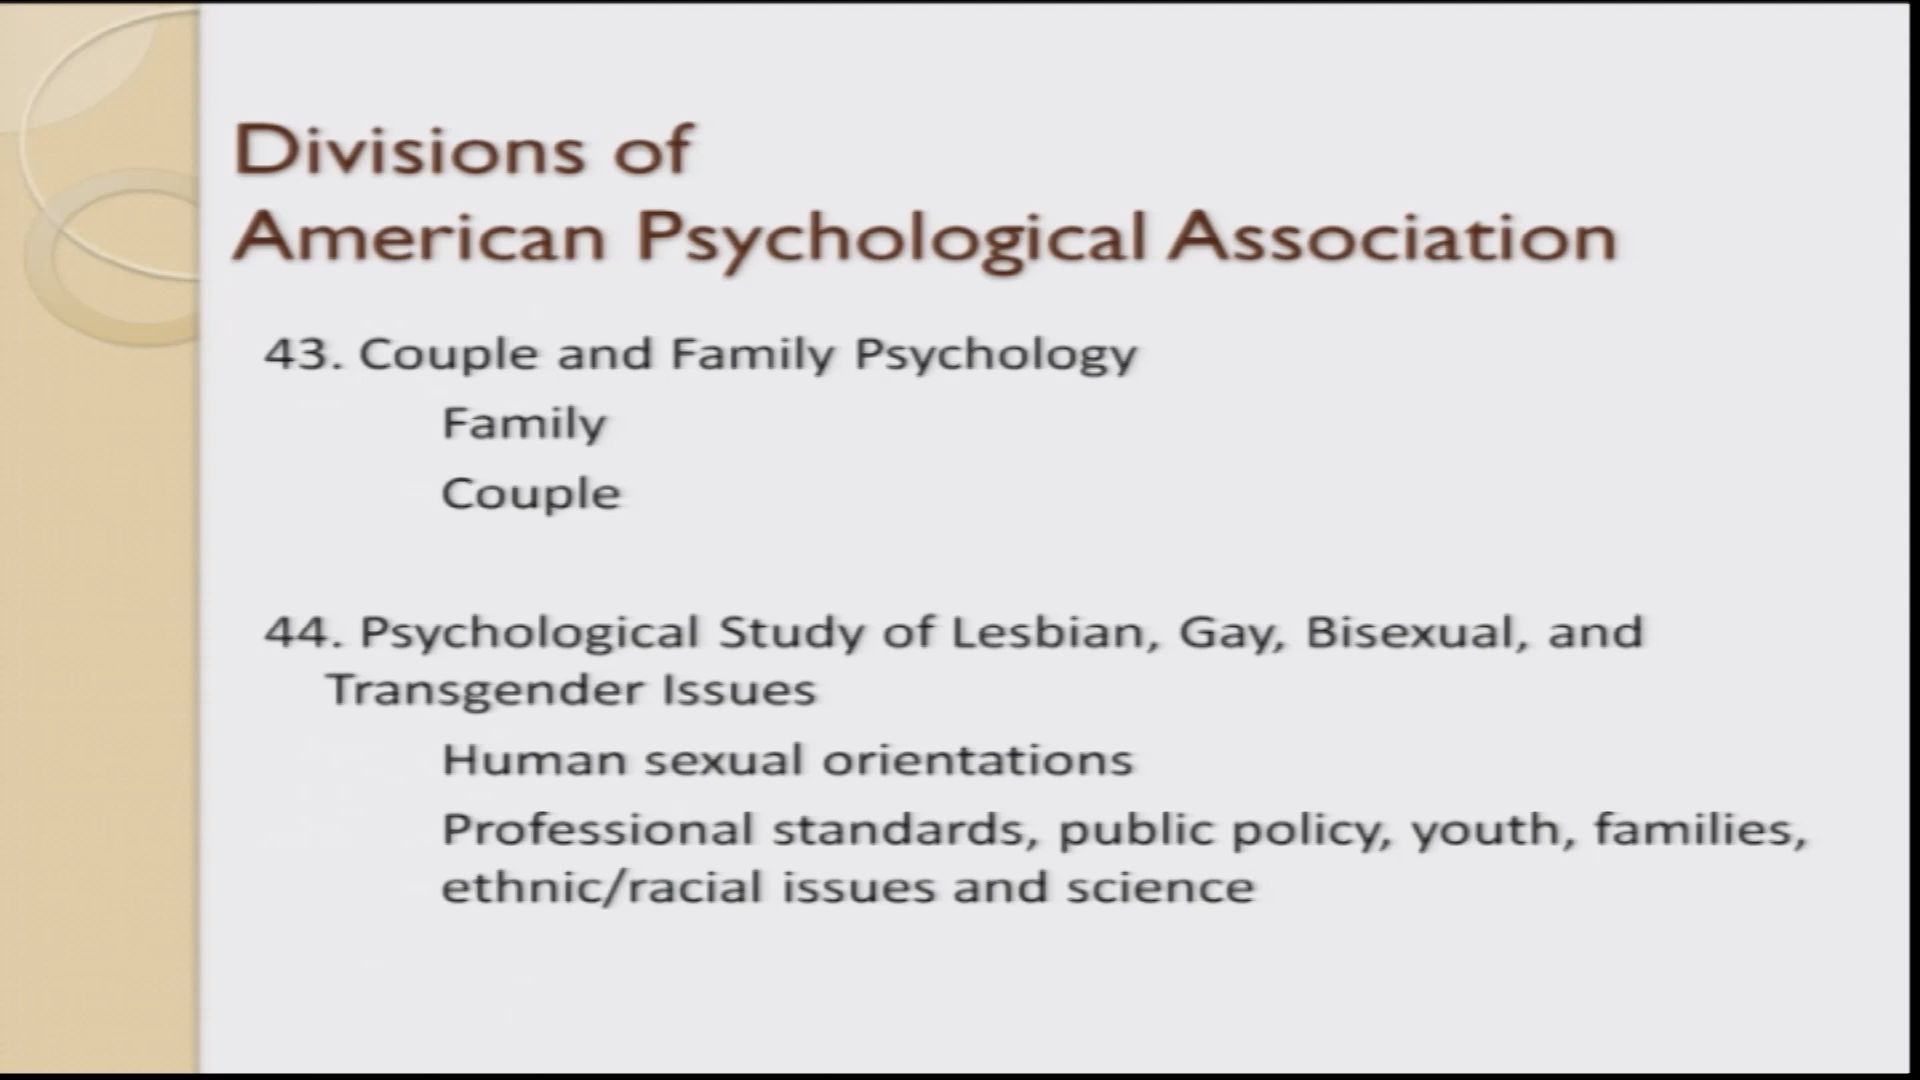 Divisions of
American Psychological Association
43. Couple and Family Psychology
Family
Couple
44. Psychological Study of Lesbian, Gay, Bisexual, and
Transgender Issues
Human sexual orientations
Professional standards, public policy, youth, families,
ethnic/racial issues and science